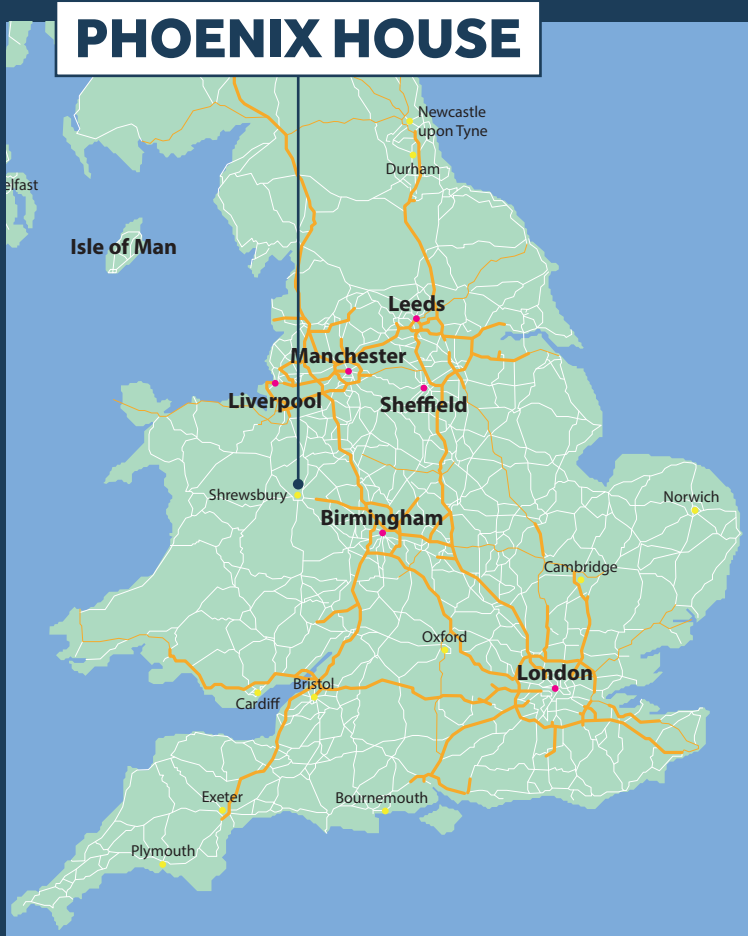 PHOENIX HOUSE
Newcastle
upon Tyne
Durham
elfast
Isle of Man
Leeds
Manchester
Liverpool
Sheffield
Shrewsbury
Norwich
Birmingham
Cambridge
Oxford
London
Bristol
Cardiff
Exeter
Bournemouth
Plymouth